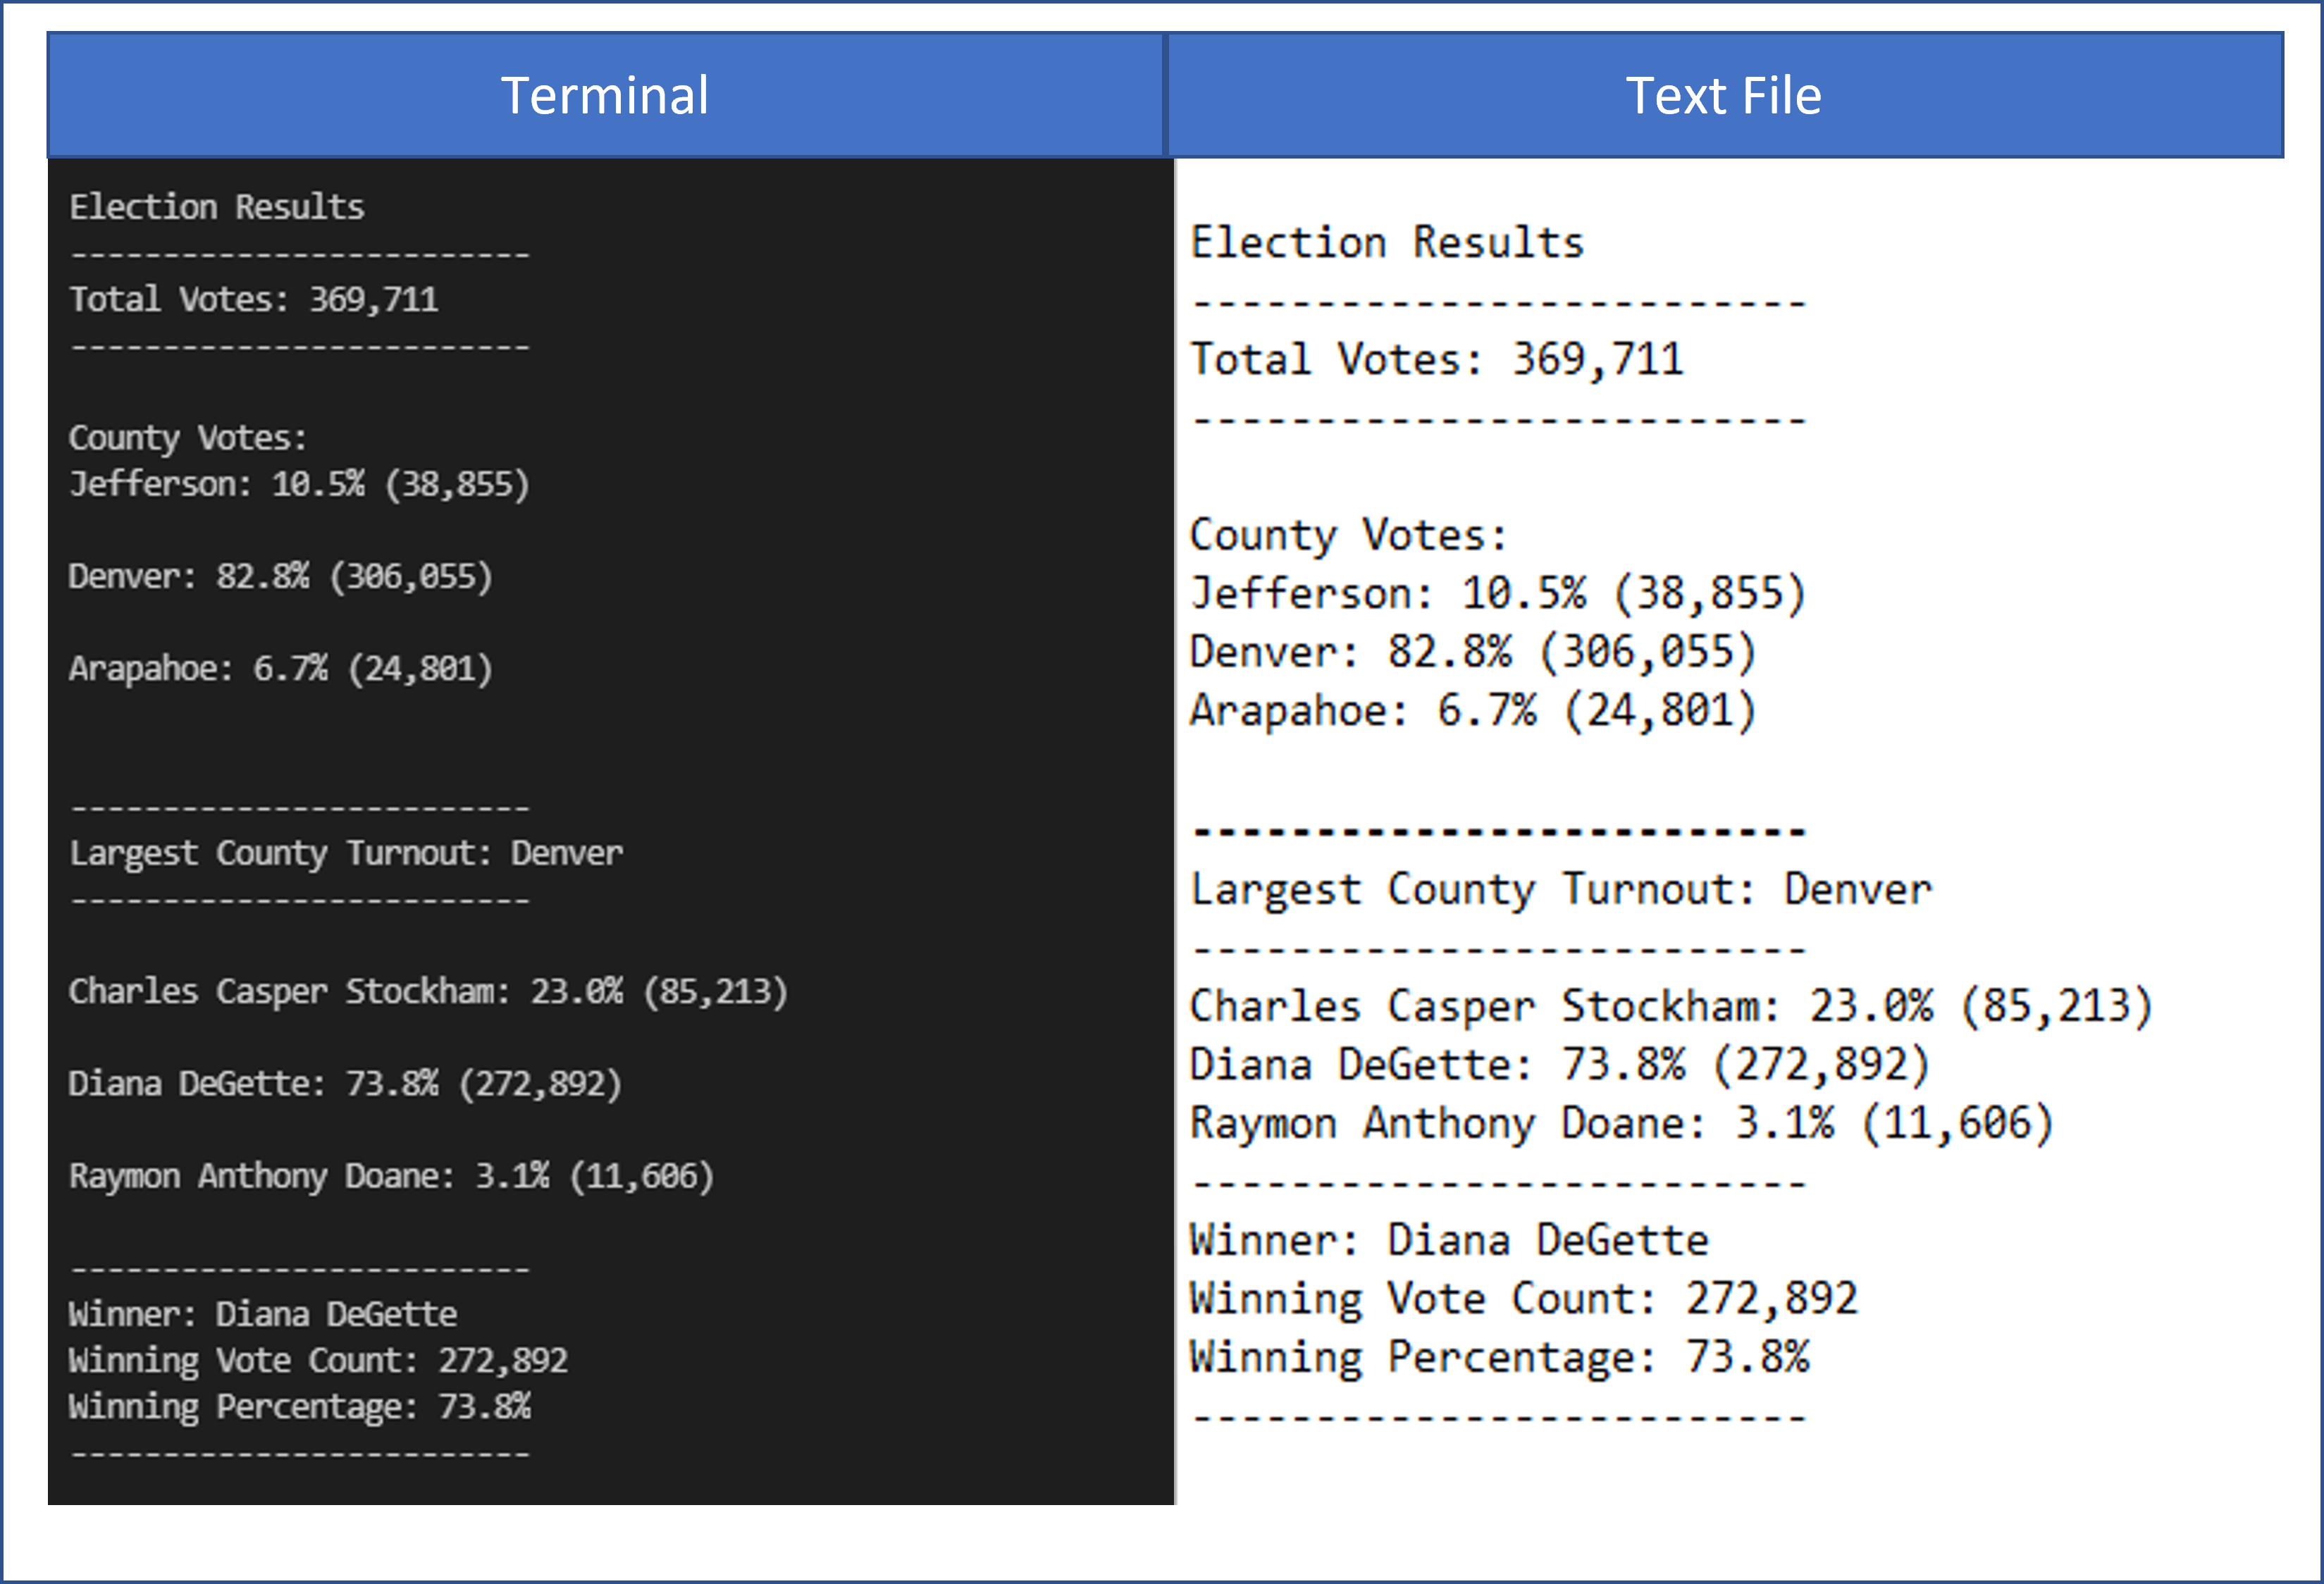 Terminal
Election Results
-------------------------
Total Votes: 369,711
-------------------------
County Votes:
Jefferson: 10.5% (38,855)
Denver: 82.8% (306,055)
Arapahoe: 6.7% (24,801)
-------------------------
Largest County Turnout: Denver
-------------------------
Charles Casper Stockham: 23.0% (85,213)
Diana DeGette: 73.8% (272,892)
Raymon Anthony Doane: 3.1% (11,606)
-------------------------
Winner: Diana DeGette
Winning Vote Count: 272,892
Winning Percentage: 73.8%
-------------------------
Text File
Election Results
-------------------------
Total Votes: 369,711
-------------------------
County Votes:
Jefferson: 10.5% (38,855)
Denver: 82.8% (306,055)
Arapahoe: 6.7% (24,801)
-------------------------
Largest County Turnout: Denver
-------------------------
Charles Casper Stockham: 23.0% (85,213)
Diana DeGette: 73.8% (272,892)
Raymon Anthony Doane: 3.1% (11,606)
-------------------------
Winner: Diana DeGette
Winning Vote Count: 272,892
Winning Percentage: 73.8%
-------------------------